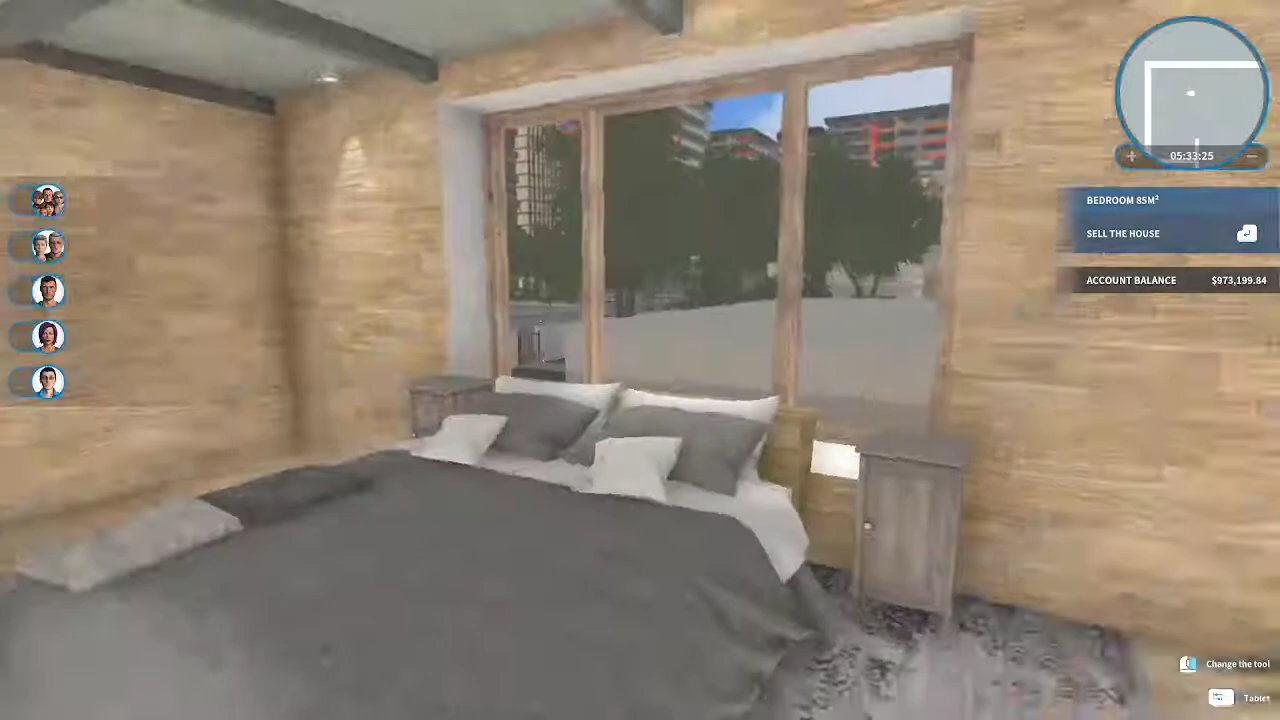 05:33:25
BEDROOM 85M²
SELL THE HOUSE
ACCOUNT BALANCE $973,199.84
Change the tool
Tablet